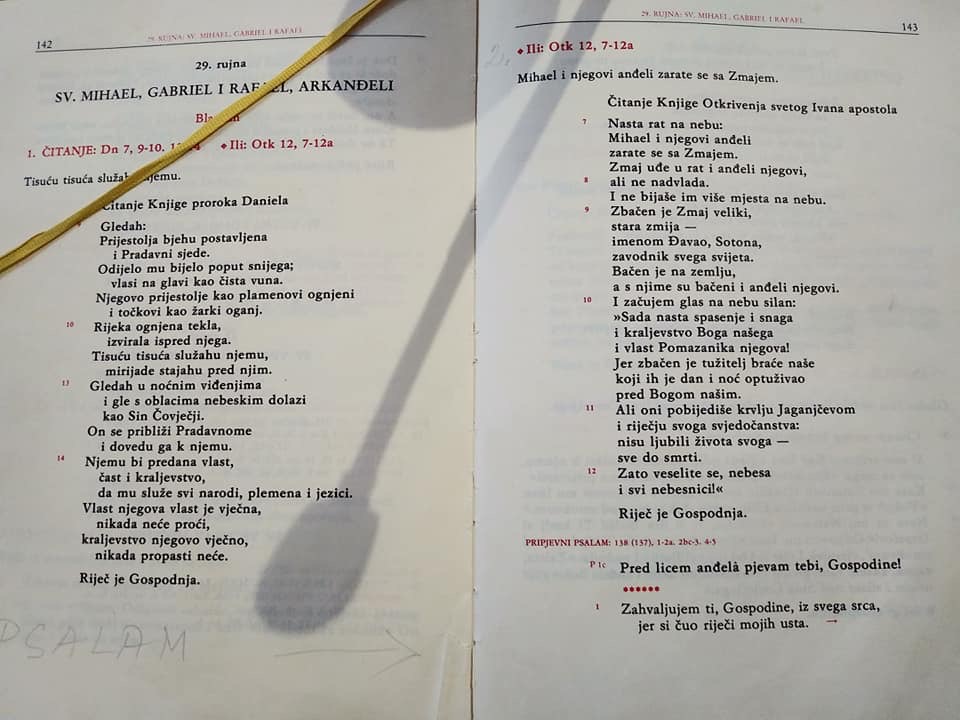 142
29. RUJNA: SV. MIHAEL, GABRIEL I RAFAEL
29. rujna
SV. MIHAEL, GABRIEL I RAFAEL, ARKANĐELI
1. ČITANJE: Dn 7, 9-10. ◆Ili: Otk 12, 7-12a
Tisuću tisuća služahu njemu.
Čitanje Knjige proroka Daniela
Gledah:
Prijestolja bjehu postavljena
i Pradavni sjede.
Odijelo mu bijelo poput snijega;
vlasi na glavi kao čista vuna.
Njegovo prijestolje kao plamenovi ognjeni
i točkovi kao žarki oganj.
10 Rijeka ognjena tekla,
izvirala ispred njega.
Tisuću tisuća služahu njemu,
mirijade stajahu pred njim.
13 Gledah u noćnim viđenjima
i gle s oblacima nebeskim dolazi
kao Sin Čovječji.
On se približi Pradavnome
i dovedu ga k njemu.
14 Njemu bi predana vlast,
čast i kraljevstvo,
da mu služe svi narodi, plemena i jezici.
Vlast njegova vlast je vječna,
nikada neće proći,
kraljevstvo njegovo vječno,
nikada propasti neće.
Riječ je Gospodnja.
PSALAM
29. RUJNA: SV. MIHAEL, GABRIEL I RAFAEL
143
2.
◆Ili: Otk 12, 7-12a
Mihael i njegovi anđeli zarate se sa Zmajem.
Čitanje Knjige Otkrivenja svetog Ivana apostola
7 Nasta rat na nebu:
Mihael i njegovi anđeli
zarate se sa Zmajem.
Zmaj uđe u rat i anđeli njegovi,
8 ali ne nadvlada.
I ne bijaše im više mjesta na nebu.
9 Zbačen je Zmaj veliki,
stara zmija —
imenom Đavao, Sotona,
zavodnik svega svijeta.
Bačen je na zemlju,
a s njime su bačeni i anđeli njegovi.
10 I začujem glas na nebu silan:
»Sada nasta spasenje i snaga
i kraljevstvo Boga našega
i vlast Pomazanika njegova!
Jer zbačen je tužitelj braće naše
koji ih je dan i noć optuživao
pred Bogom našim.
11 Ali oni pobijediše krvlju Jaganjčevom
i riječju svoga svjedočanstva:
nisu ljubili života svoga —
sve do smrti.
12 Zato veselite se, nebesa
i svi nebesnici!«
Riječ je Gospodnja.
PRIPJEVNI PSALAM: 138 (137), 1-2a. 2bc-3. 4-5
P 1c Pred licem anđelâ pjevam tebi, Gospodine!
1 Zahvaljujem ti, Gospodine, iz svega srca,
jer si čuo riječi mojih usta. →